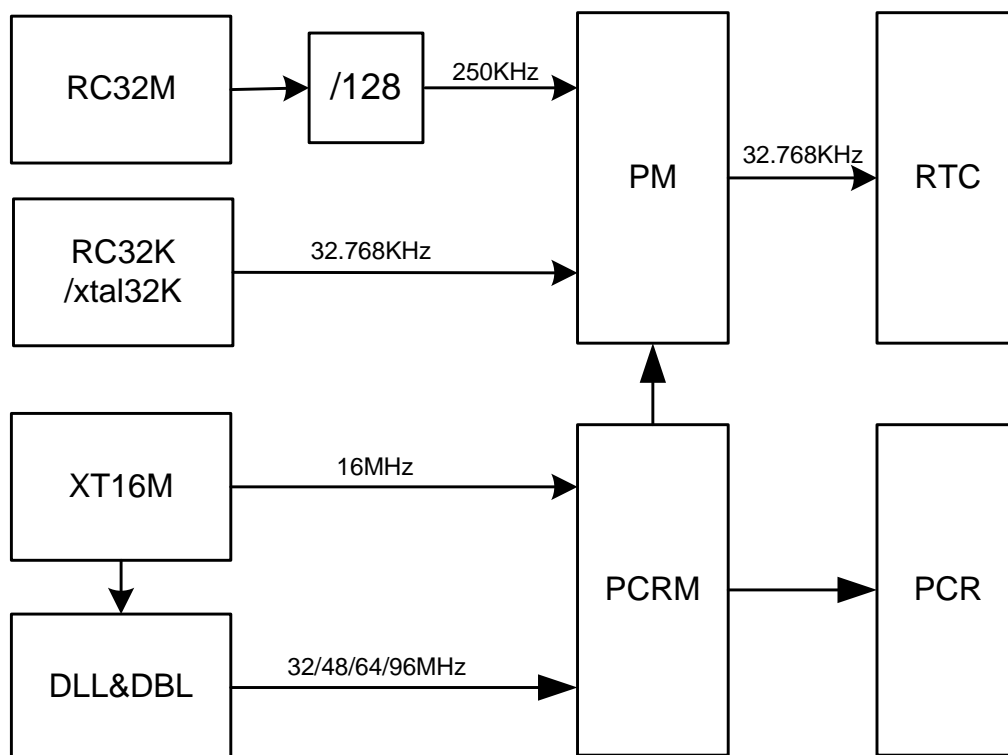 RC32M
/128
250KHz
PM
32.768KHz
RTC
RC32K
/xtal32K
32.768KHz
XT16M
16MHz
PCRM
PCR
DLL&DBL
32/48/64/96MHz